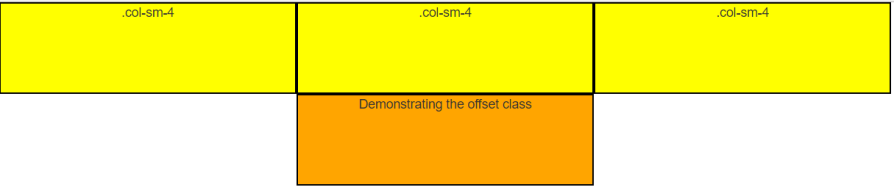 .col-sm-4
.col-sm-4
.col-sm-4
Demonstrating the offset class